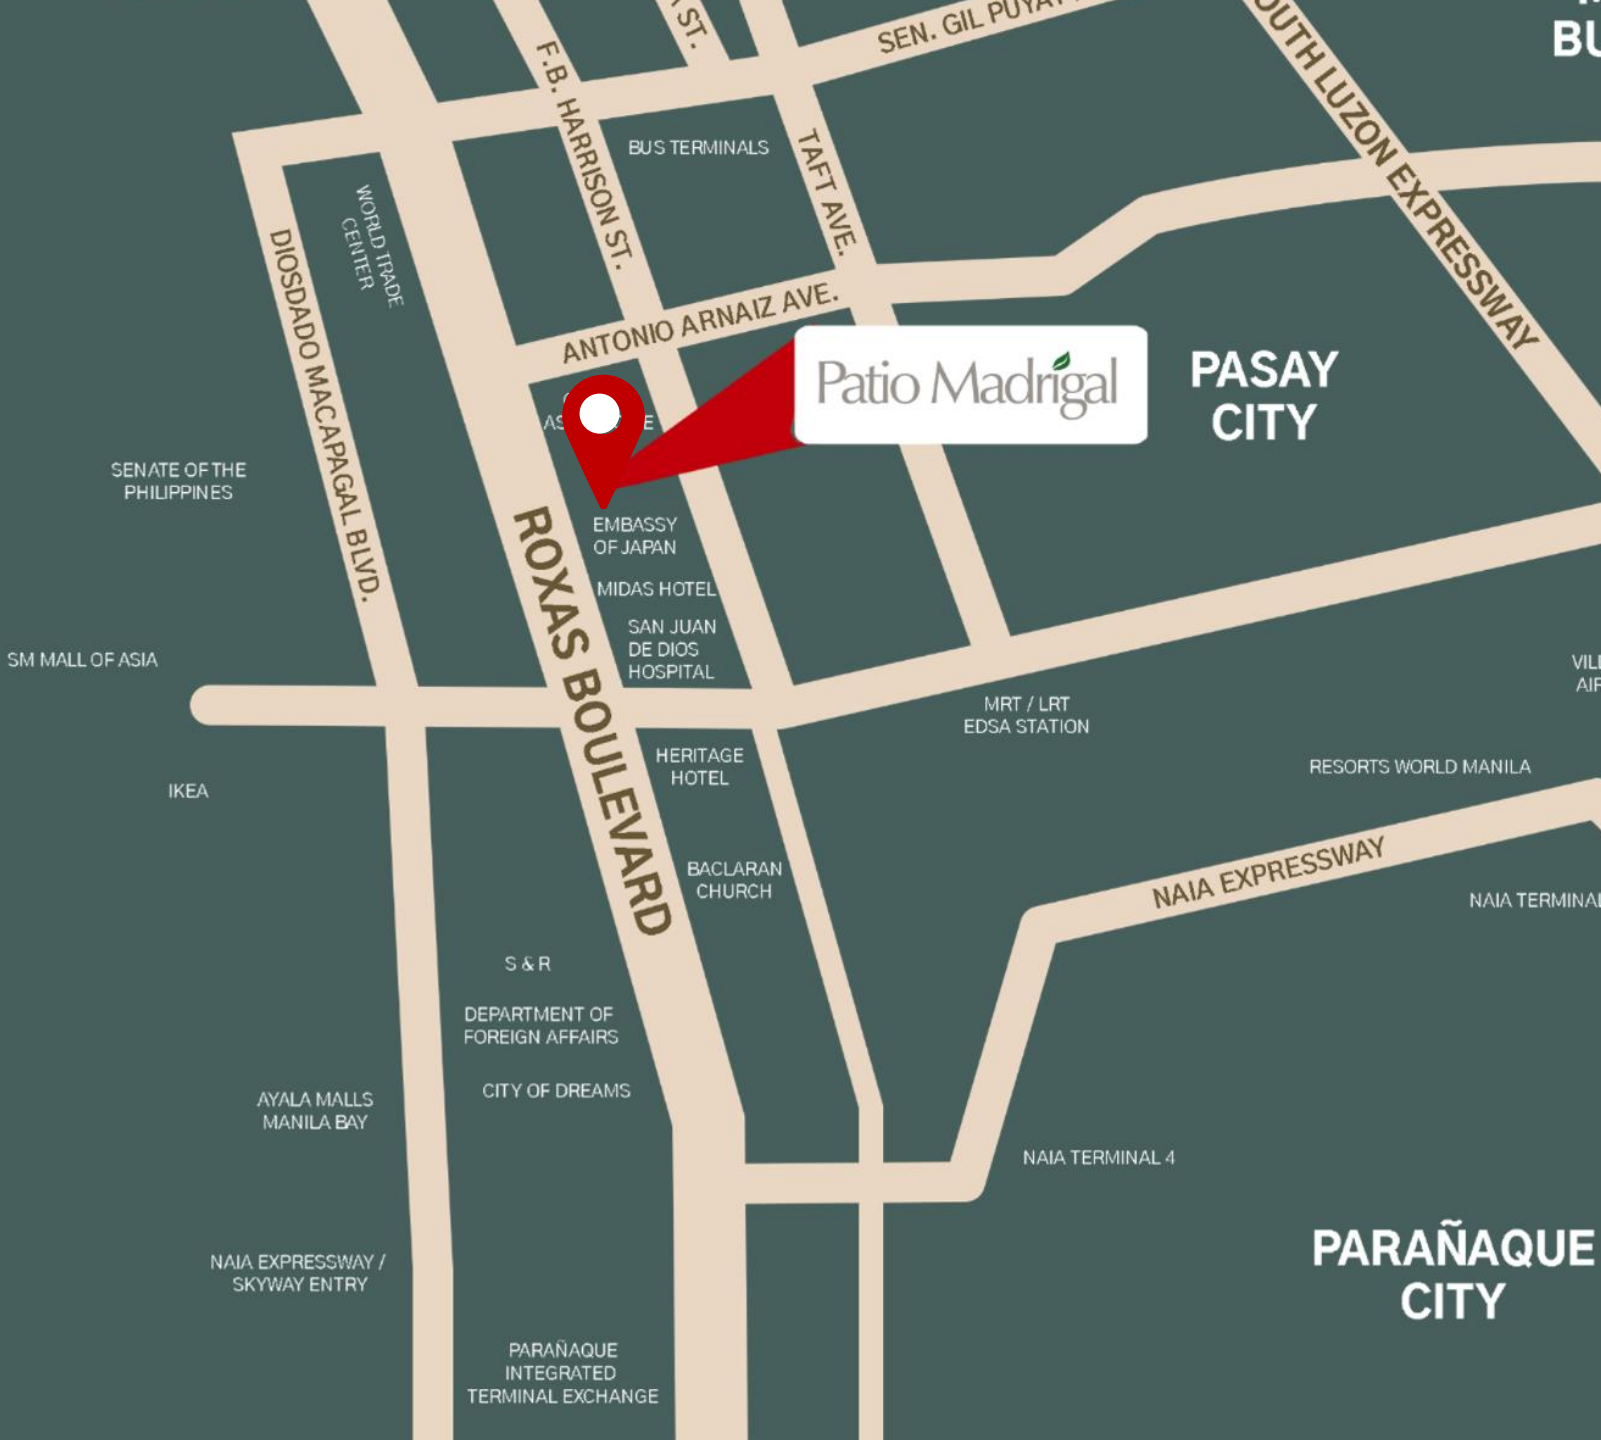 A ST.
SEN. GIL PUYAT
SOUTH LUZON EXPRESSWAY
BU
F.B. HARRISON ST.
BUS TERMINALS
TAFT AVE.
WORLD TRADE
CENTER
DIOSDADO MACAPAGAL BLVD.
ANTONIO ARNAIZ AVE.
Patio Madrigal
PASAY
CITY
SENATE OF THE
PHILIPPINES
ROXAS BOULEVARD
EMBASSY
OF JAPAN
MIDAS HOTEL
SAN JUAN
DE DIOS
HOSPITAL
SM MALL OF ASIA
MRT / LRT
EDSA STATION
VILL
AIR
HERITAGE
HOTEL
RESORTS WORLD MANILA
IKEA
BACLARAN
CHURCH
NAIA EXPRESSWAY
NAIA TERMINAL
S & R
DEPARTMENT OF
FOREIGN AFFAIRS
CITY OF DREAMS
AYALA MALLS
MANILA BAY
NAIA TERMINAL 4
PARAÑAQUE
CITY
NAIA EXPRESSWAY /
SKYWAY ENTRY
PARAÑAQUE
INTEGRATED
TERMINAL EXCHANGE